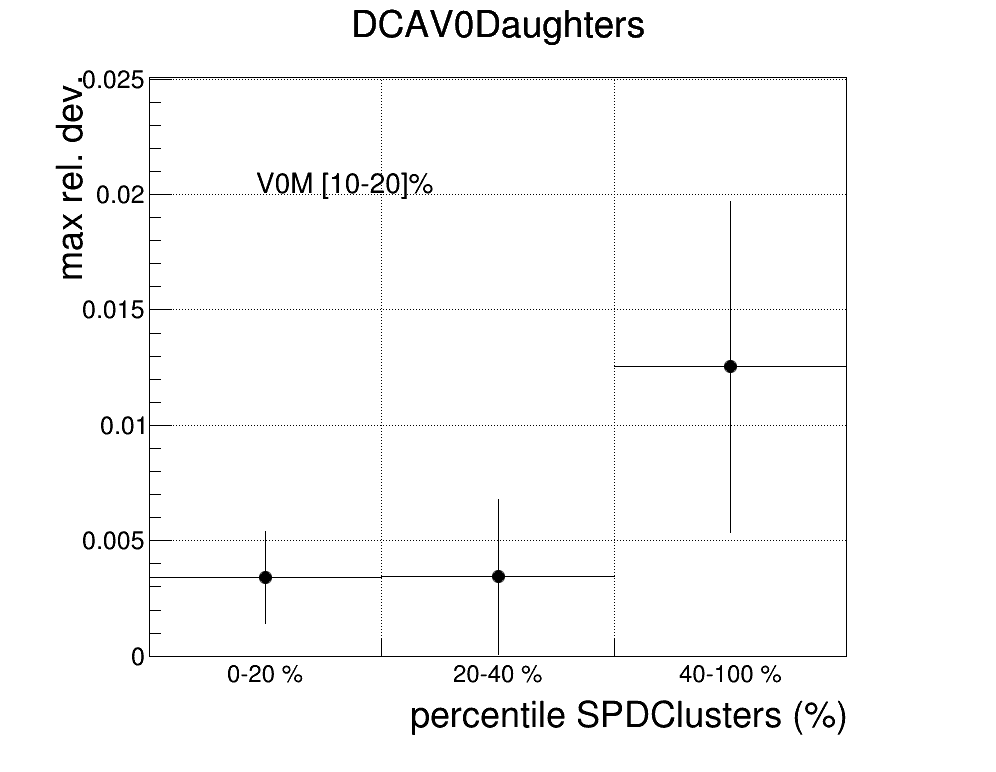 DCAV0Daughters
max rel. dev.
0.025
V0M [10-20]%
0.02
0.015
0.01
0.005
0
0-20 %
20-40 %
40-100 %
percentile SPDClusters (%)